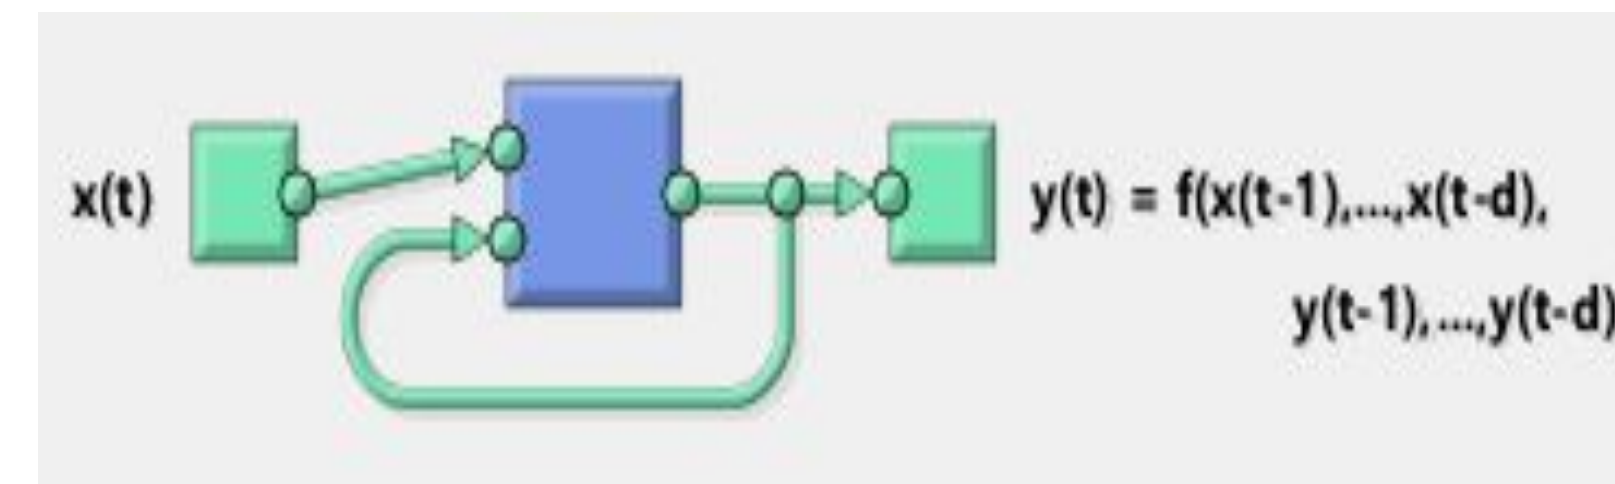 x(t)
y(t) = f(x(t-1),...,x(t-d),
y(t-1),...,y(t-d)